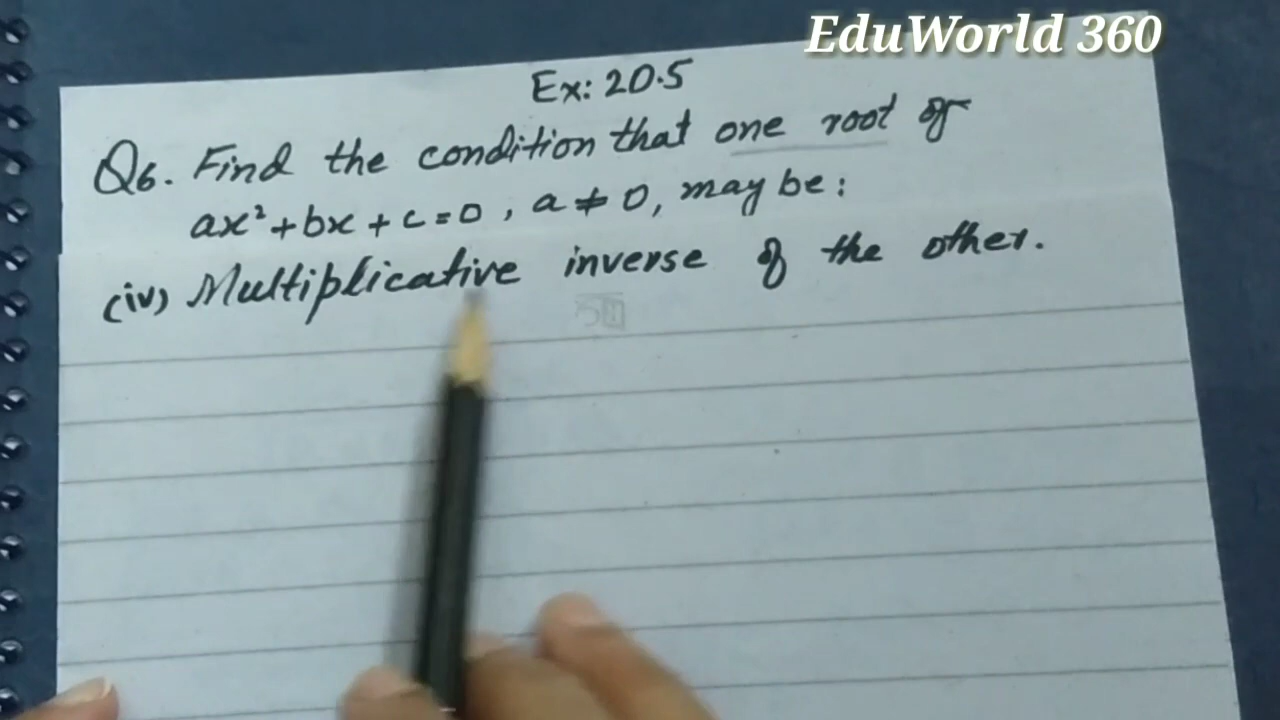 EduWorld 360
Ex: 20.5
Q6. Find the condition that one root of
ax²+bx+c=0, a≠0, may be:
(iv) Multiplicative inverse of the other.